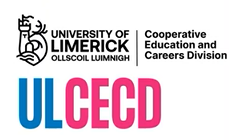 UNIVERSITY OF
LIMERICK
OLLSCOIL LUIMNIGH
Cooperative
Education and
Careers Division
ULCECD